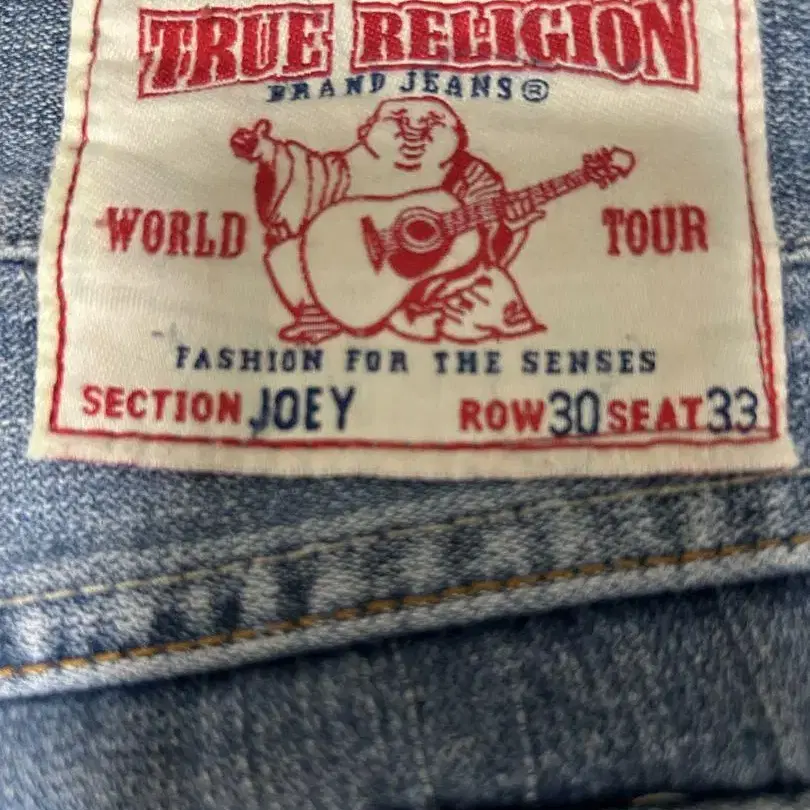 TRUE RELIGION
BRAND JEANS®
WORLD TOUR
FASHION FOR THE SENSES
SECTION JOEY ROW 30 SEAT 33